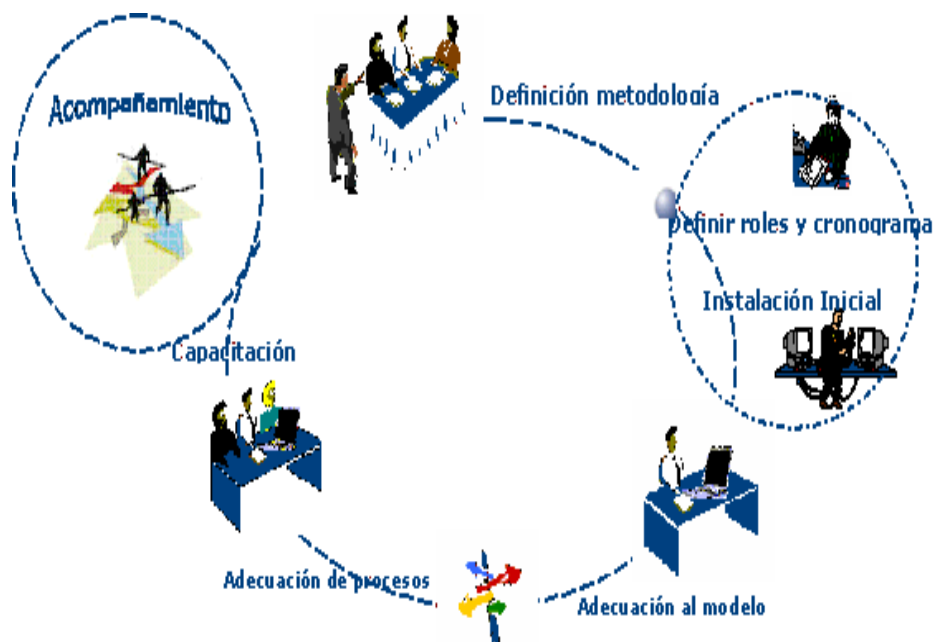 Acompañamiento
Definición metodología
Definir roles y cronograma
Instalación Inicial
Capacitación
Adecuación de procesos
Adecuación al modelo